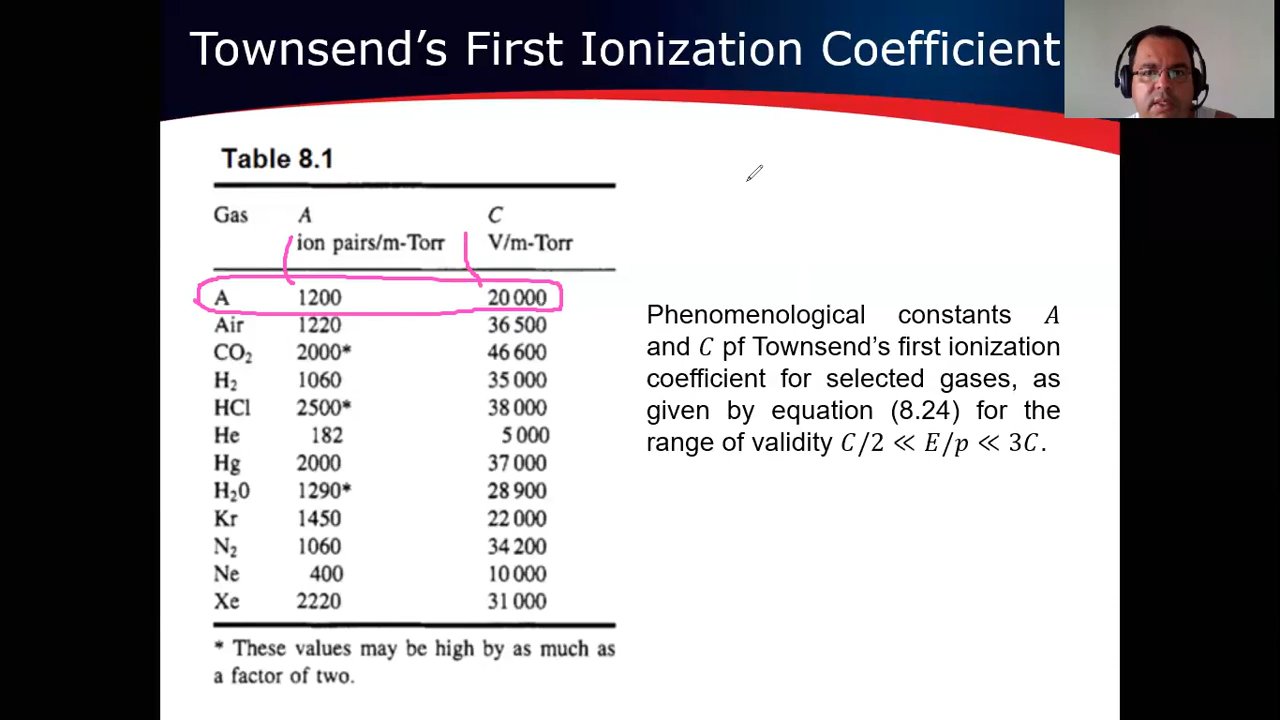 Townsend's First Ionization Coefficient
Table 8.1
Gas A C
ion pairs/m-Torr V/m-Torr
A 1200 20 000
Air 1220 36 500
CO₂ 2000* 46 600
H₂ 1060 35 000
HCl 2500* 38 000
He 182 5 000
Hg 2000 37 000
H₂0 1290* 28 900
Kr 1450 22 000
N₂ 1060 34 200
Ne 400 10 000
Xe 2220 31 000
* These values may be high by as much as
a factor of two.
Phenomenological constants A
and C pf Townsend's first ionization
coefficient for selected gases, as
given by equation (8.24) for the
range of validity C/2 ≪ E/p ≪ 3C.